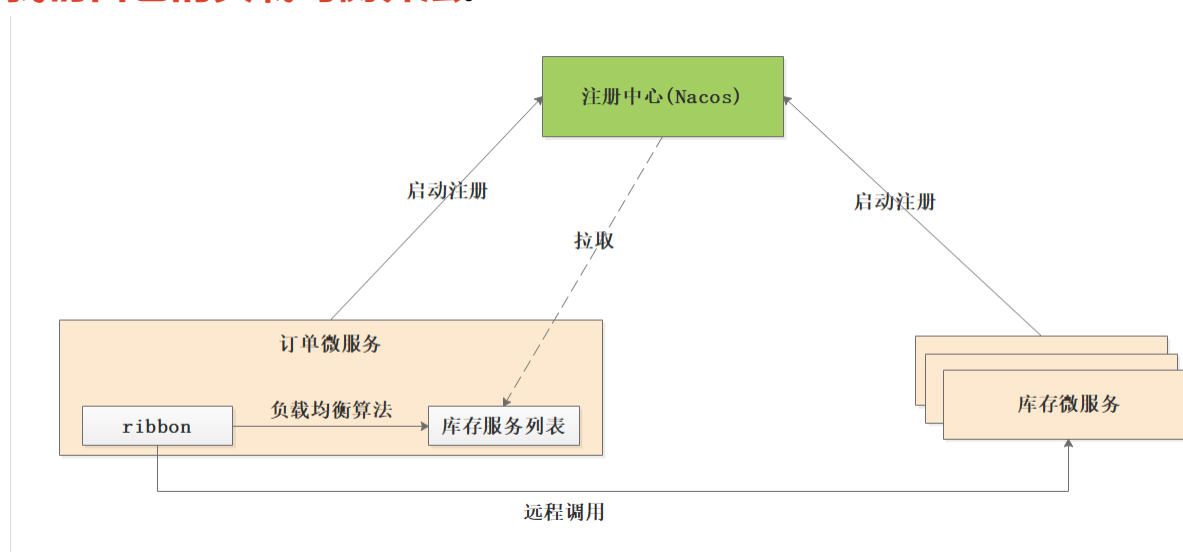 注册中心(Nacos)
启动注册
启动注册
拉取
订单微服务
负载均衡算法
ribbon
库存服务列表
库存微服务
远程调用